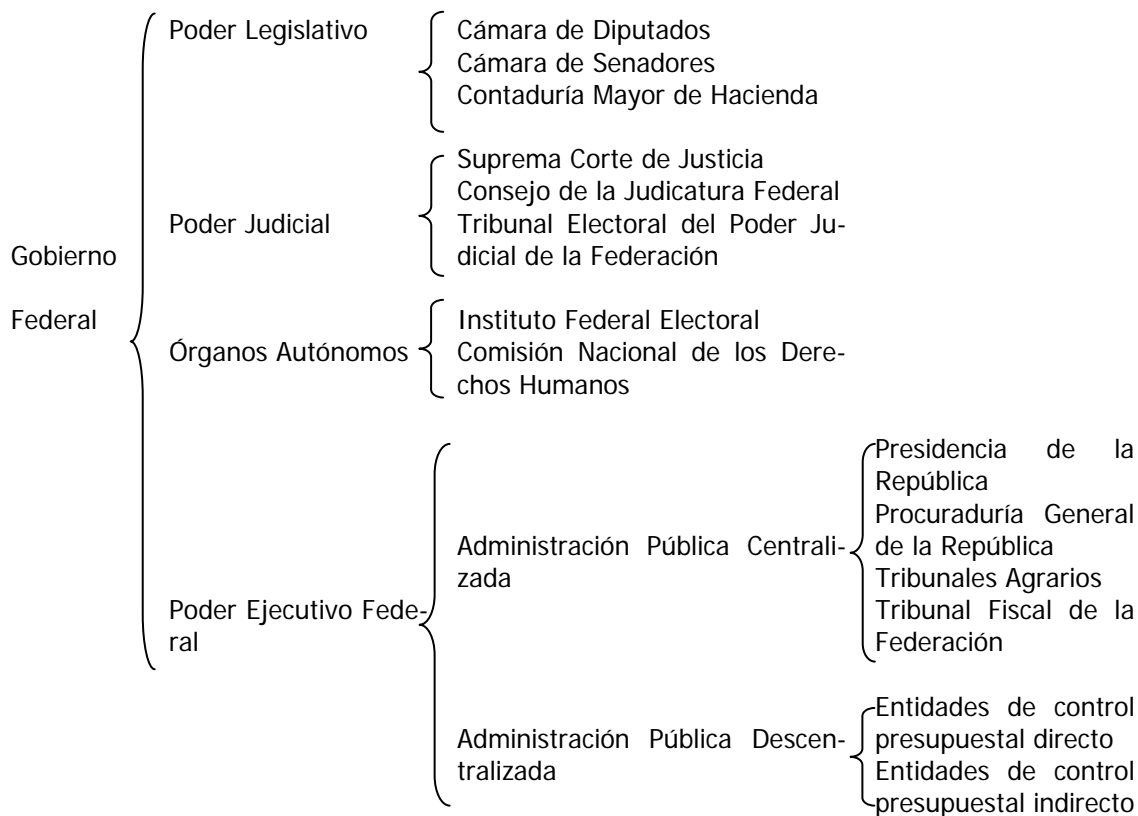 Gobierno
Federal
Poder Legislativo
Cámara de Diputados
Cámara de Senadores
Contaduría Mayor de Hacienda
Poder Judicial
Suprema Corte de Justicia
Consejo de la Judicatura Federal
Tribunal Electoral del Poder Ju-
dicial de la Federación
Órganos Autónomos
Instituto Federal Electoral
Comisión Nacional de los Dere-
chos Humanos
Poder Ejecutivo Fede-
ral
Administración Pública Centrali-
zada
Presidencia de la
República
Procuraduría General
de la República
Tribunales Agrarios
Tribunal Fiscal de la
Federación
Administración Pública Descen-
tralizada
Entidades de control
presupuestal directo
Entidades de control
presupuestal indirecto